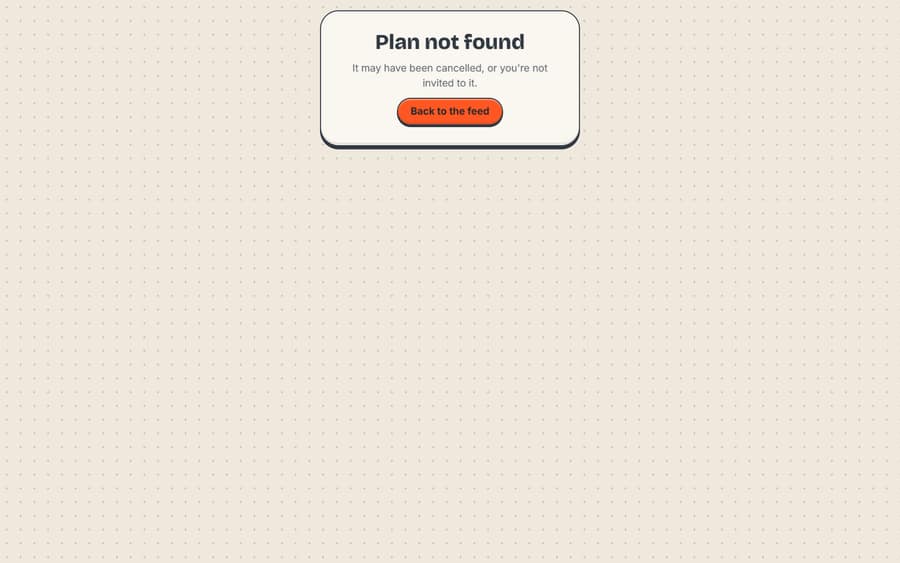 Plan not found
It may have been cancelled, or you're not
invited to it.
Back to the feed